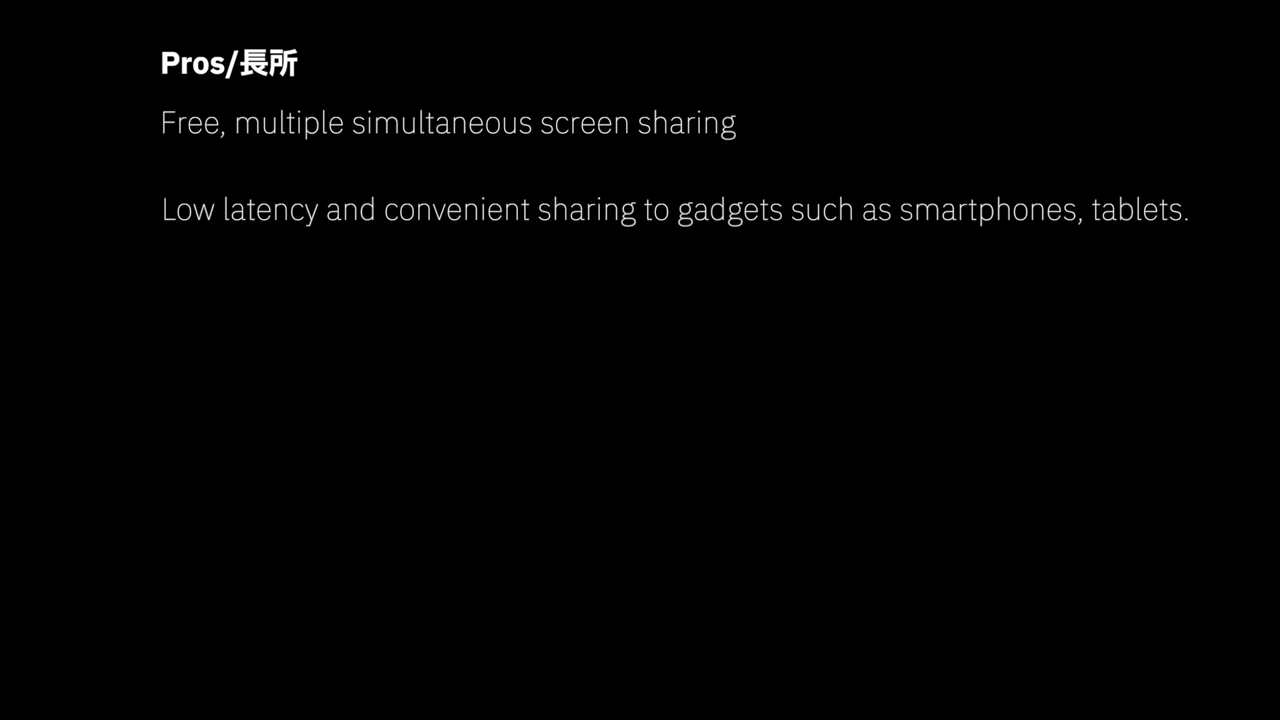 Pros/長所
Free, multiple simultaneous screen sharing
Low latency and convenient sharing to gadgets such as smartphones, tablets.